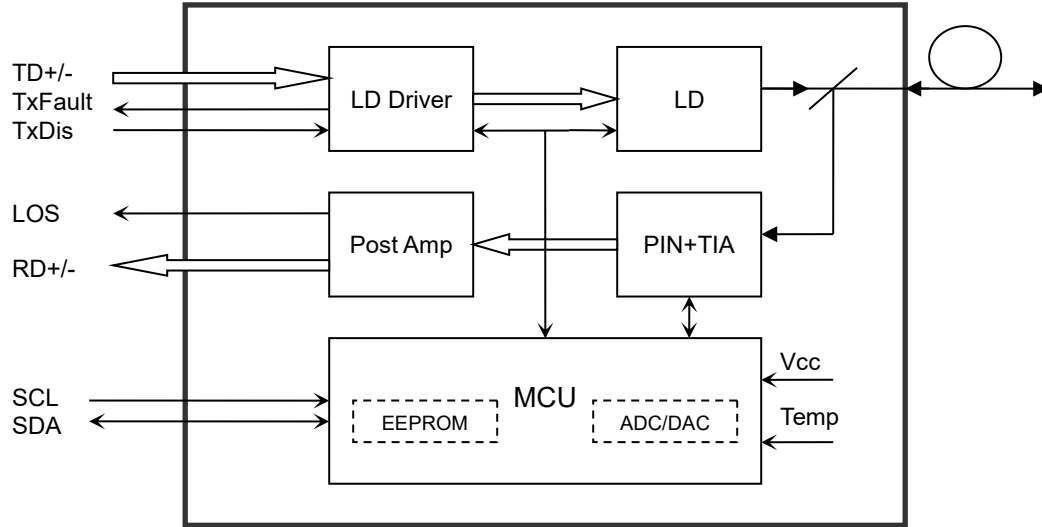 TD+/-
TxFault
TxDis
LD Driver
LD
LOS
RD+/-
Post Amp
PIN+TIA
SCL
SDA
MCU
EEPROM
ADC/DAC
Vcc
Temp